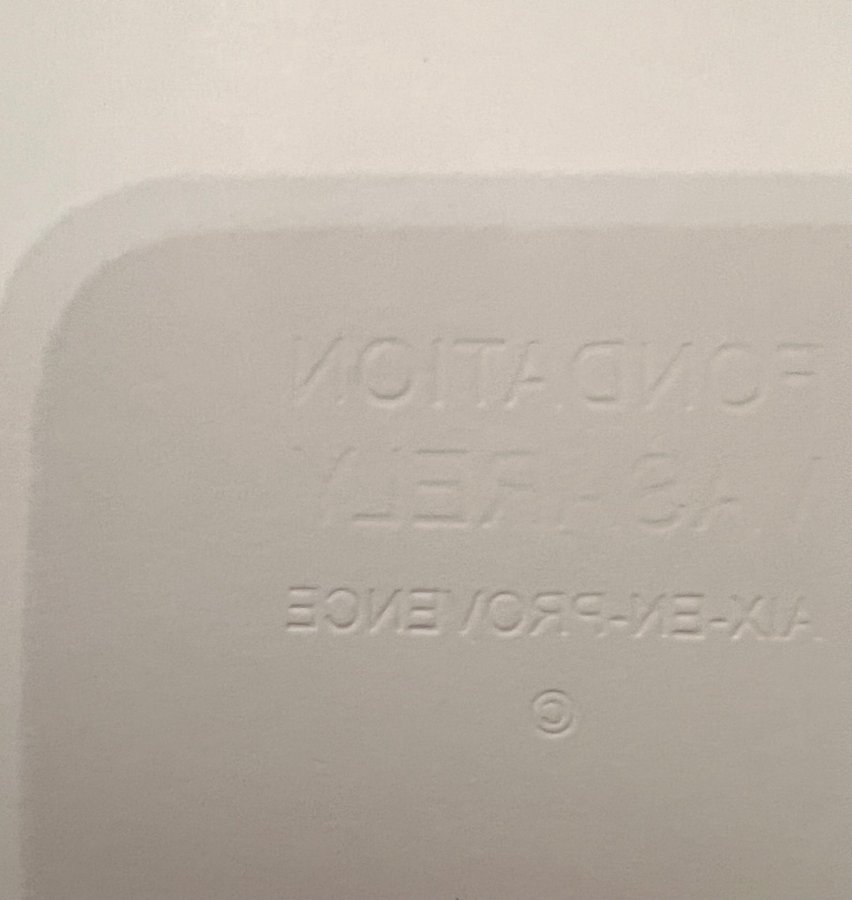 FONDATION
VASARELY
AIX-EN-PROVENCE
©